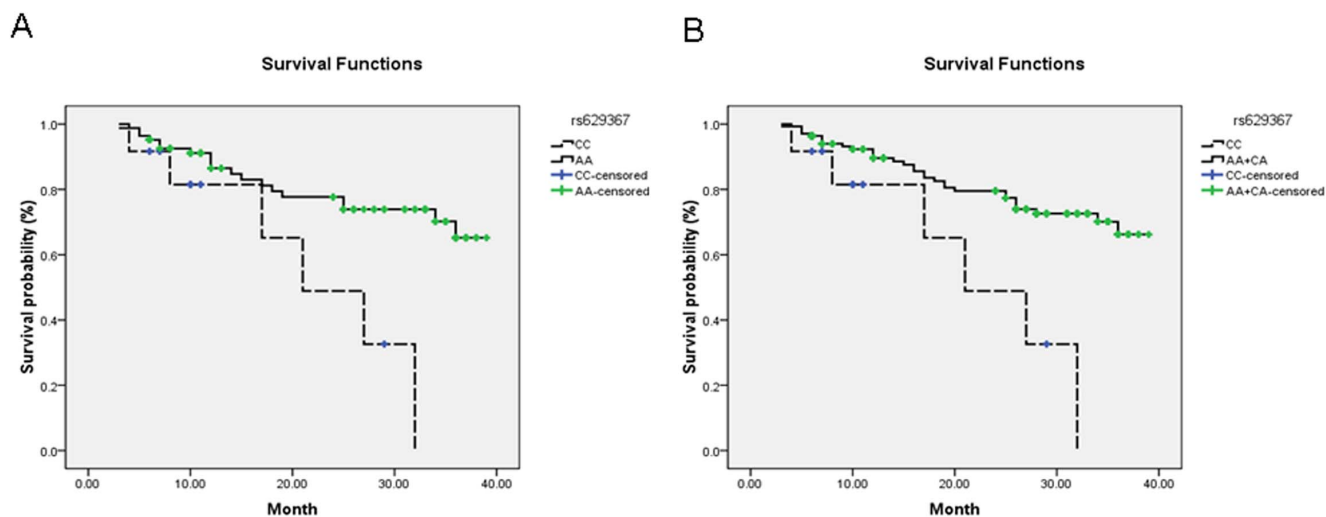 A
Survival Functions
Survival probability (%)
1.0
0.8
0.6
0.4
0.2
0.0
0.00 10.00 20.00 30.00 40.00
Month
rs629367
CC
AA
CC-censored
AA-censored
B
Survival Functions
Survival probability (%)
1.0
0.8
0.6
0.4
0.2
0.0
0.00 10.00 20.00 30.00 40.00
Month
rs629367
CC
AA+CA
CC-censored
AA+CA-censored